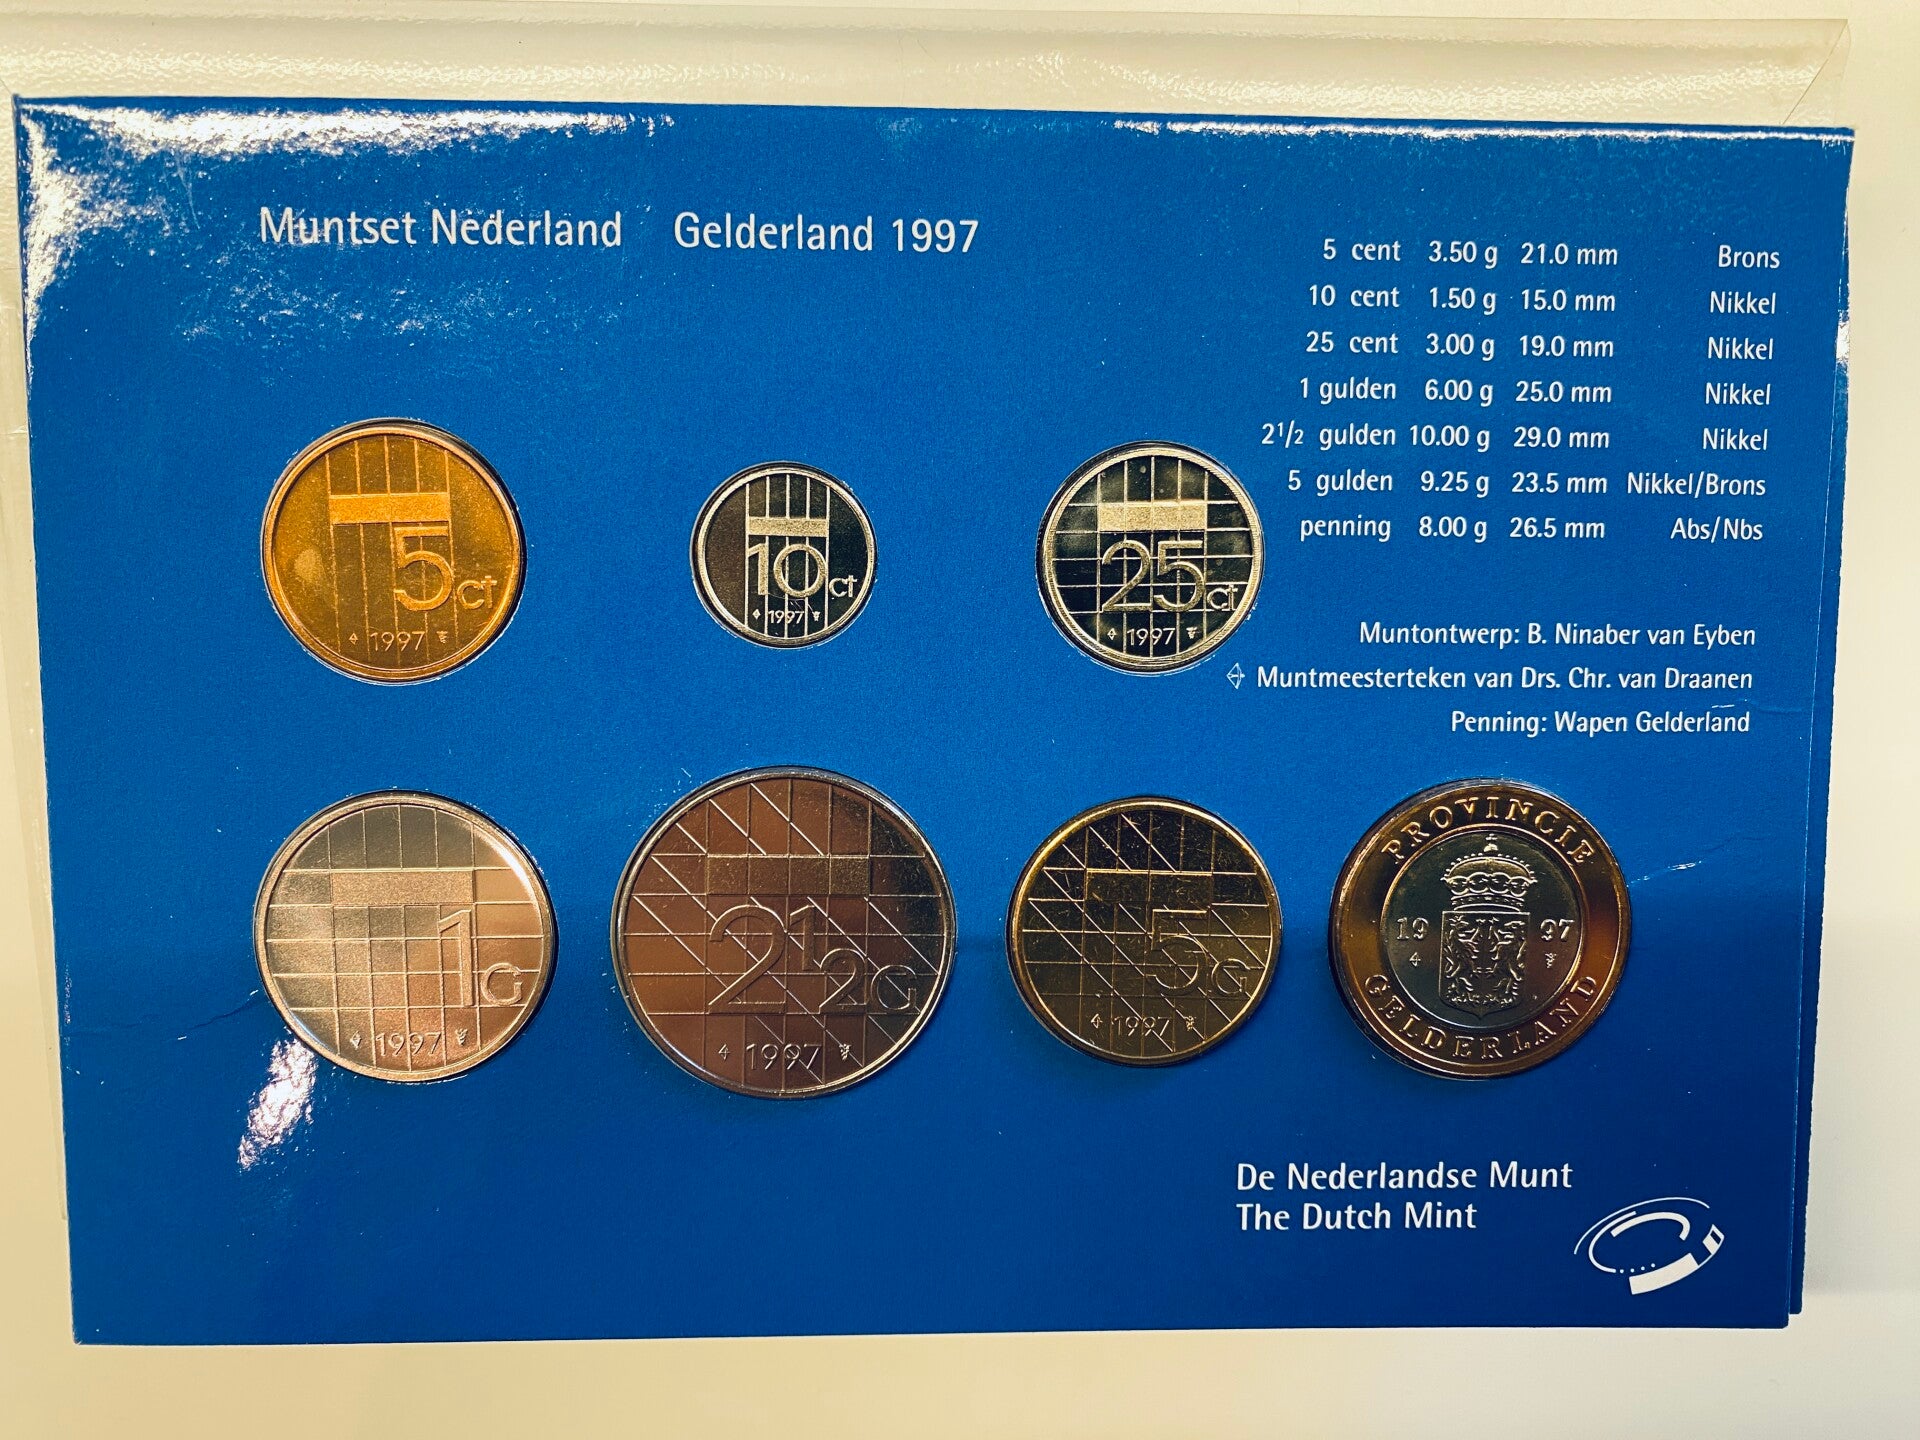 Muntset Nederland Gelderland 1997
5 cent 3.50 g 21.0 mm Brons
10 cent 1.50 g 15.0 mm Nikkel
25 cent 3.00 g 19.0 mm Nikkel
1 gulden 6.00 g 25.0 mm Nikkel
2½ gulden 10.00 g 29.0 mm Nikkel
5 gulden 9.25 g 23.5 mm Nikkel/Brons
penning 8.00 g 26.5 mm Abs/Nbs
Muntontwerp: B. Ninaber van Eyben
Muntmeesterteken van Drs. Chr. van Draanen
Penning: Wapen Gelderland
5 ct
1997
10 ct
1997
25 ct
1997
1 G
1997
2½ G
1997
5 G
1997
PROVINCIE
19 97
GELDERLAND
De Nederlandse Munt
The Dutch Mint